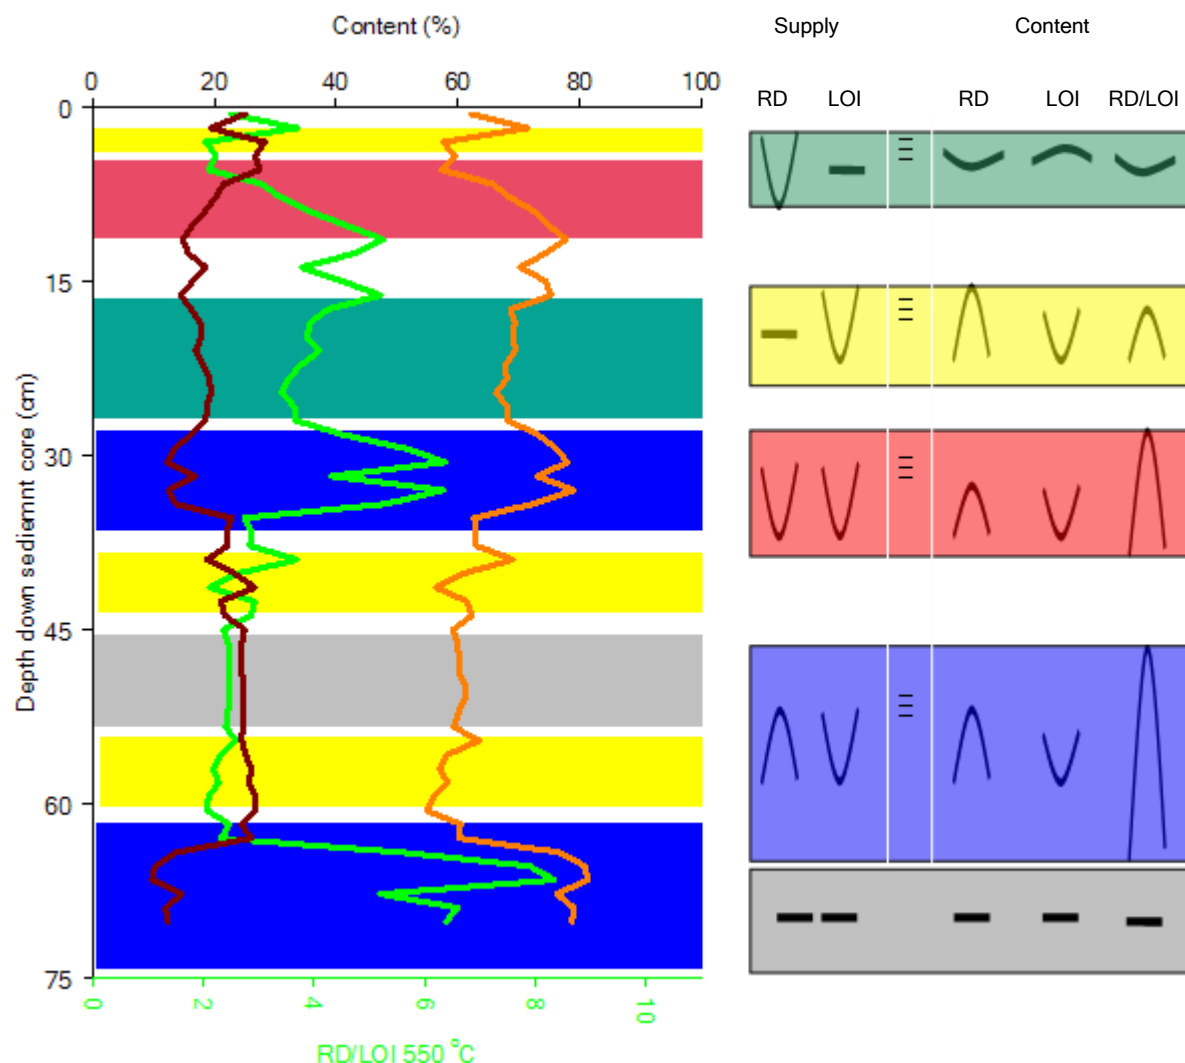 Content (%)
0 20 40 60 80 100
0
15
30
45
60
75
Depth down sediemnt core (cm)
0 2 4 6 8 10
RD/LOI 550 °C
Supply Content
RD LOI RD LOI RD/LOI